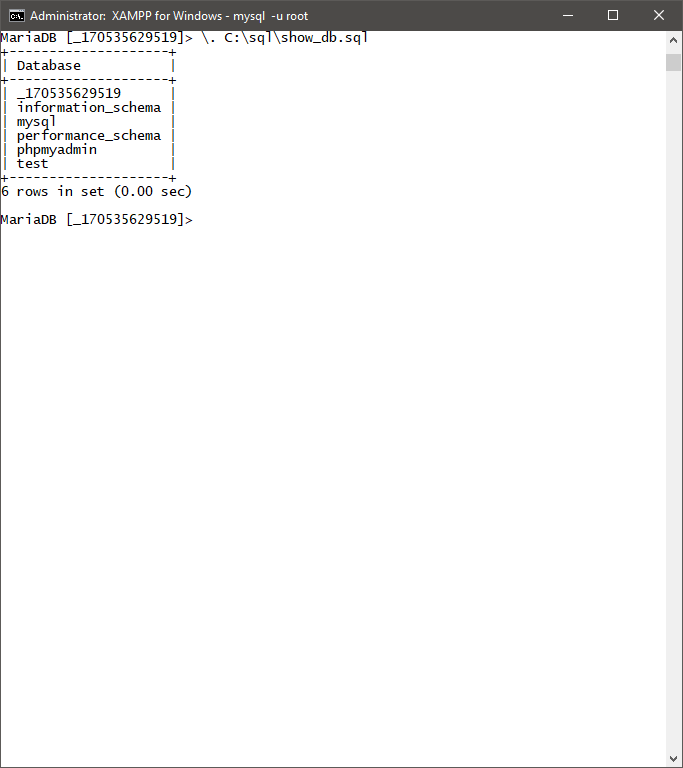 Administrator:  XAMPP for Windows - mysql  -u root
MariaDB [_170535629519]> \. C:\sql\show_db.sql
+--------------------+
| Database           |
+--------------------+
| _170535629519      |
| information_schema |
| mysql              |
| performance_schema |
| phpmyadmin         |
| test               |
+--------------------+
6 rows in set (0.00 sec)
MariaDB [_170535629519]>